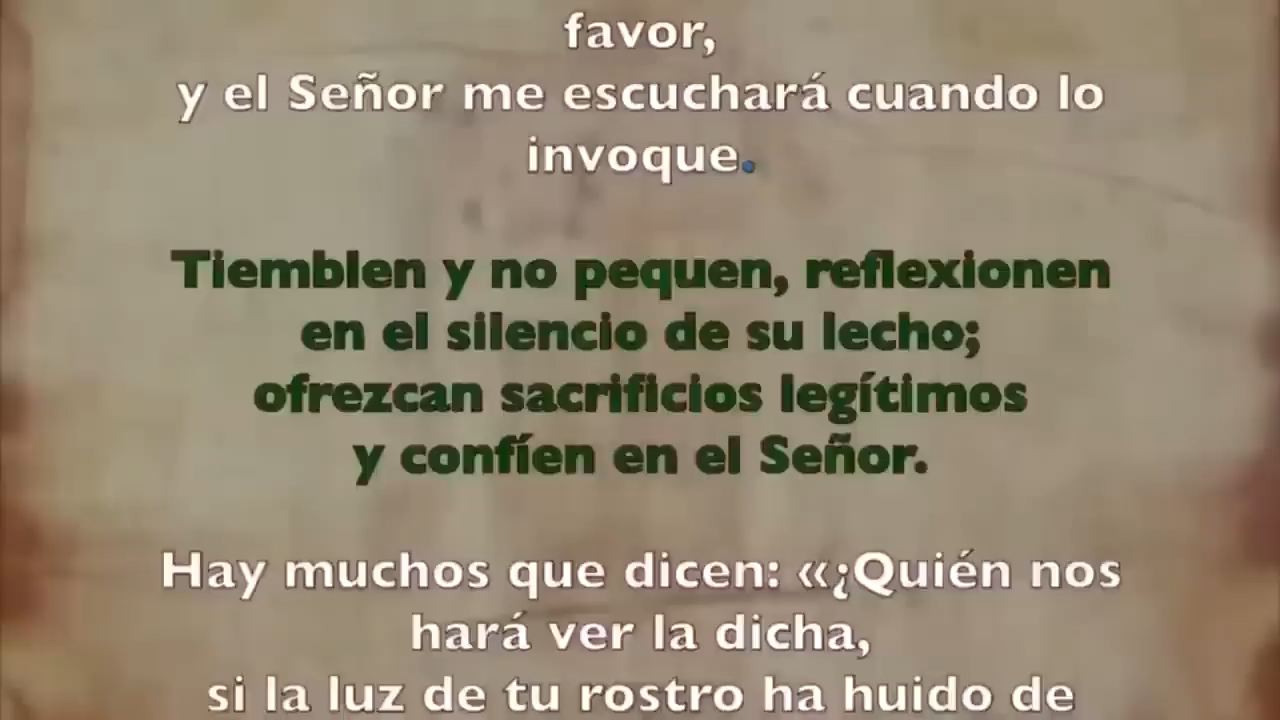 favor,
y el Señor me escuchará cuando lo
invoque.
Tiemblen y no pequen, reflexionen
en el silencio de su lecho;
ofrezcan sacrificios legítimos
y confíen en el Señor.
Hay muchos que dicen: «¿Quién nos
hará ver la dicha,
si la luz de tu rostro ha huido de